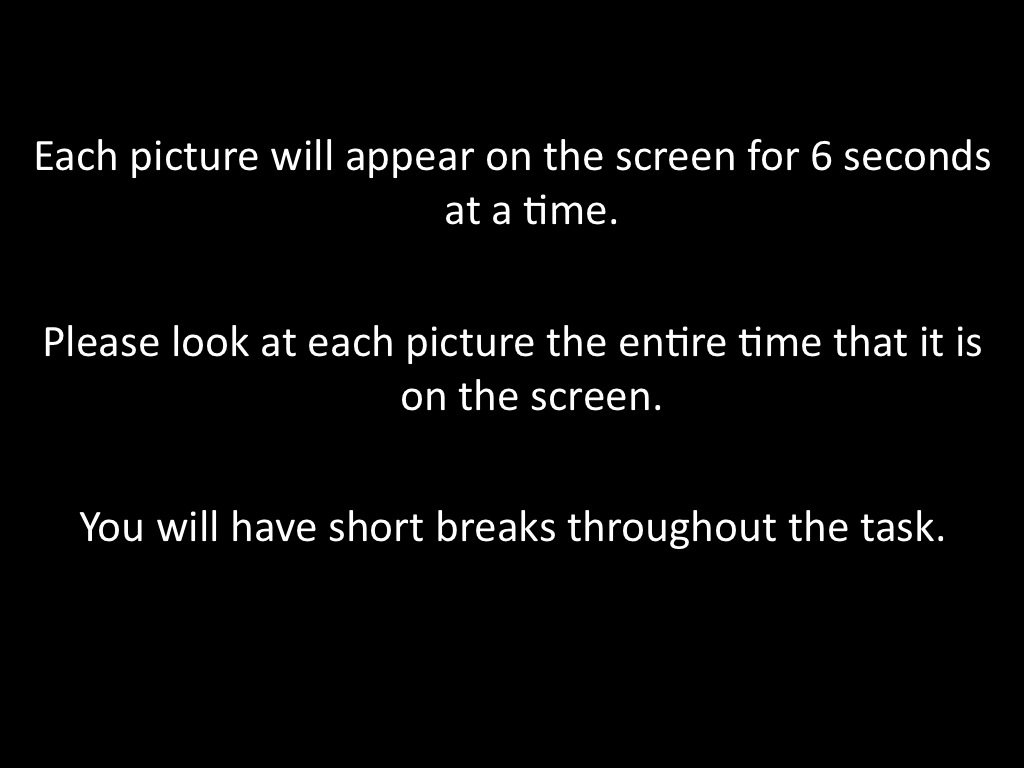 Each picture will appear on the screen for 6 seconds
at a time.
Please look at each picture the entire time that it is
on the screen.
You will have short breaks throughout the task.